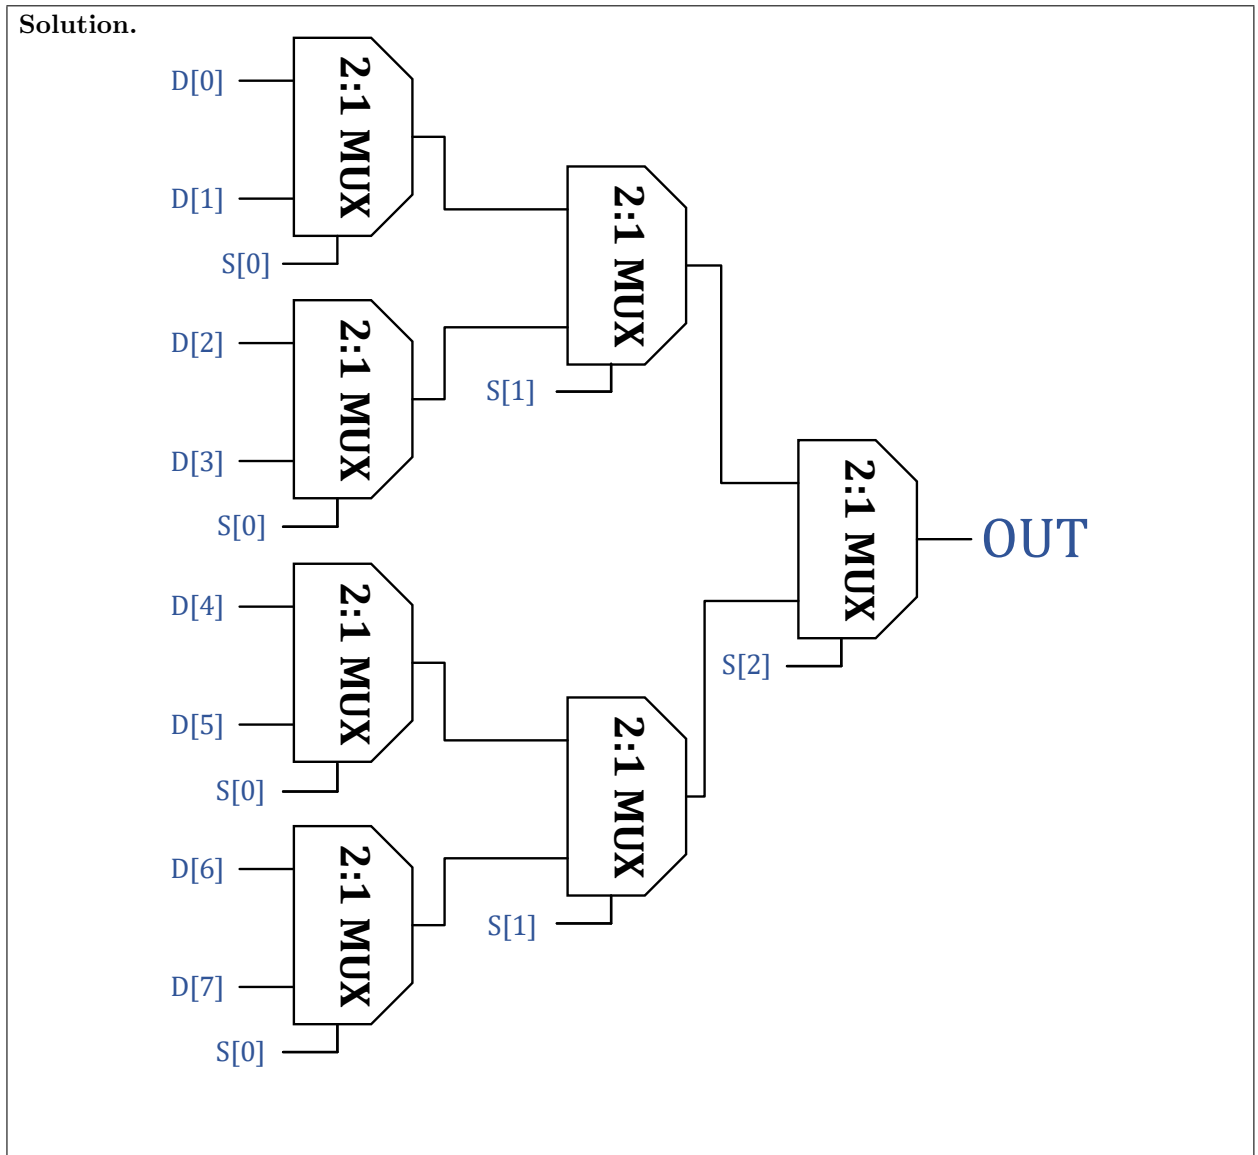 Solution.
D[0]
2:1 MUX
D[1]
S[0]
2:1 MUX
S[1]
D[2]
2:1 MUX
D[3]
S[0]
2:1 MUX
OUT
S[2]
D[4]
2:1 MUX
D[5]
S[0]
2:1 MUX
S[1]
D[6]
2:1 MUX
D[7]
S[0]